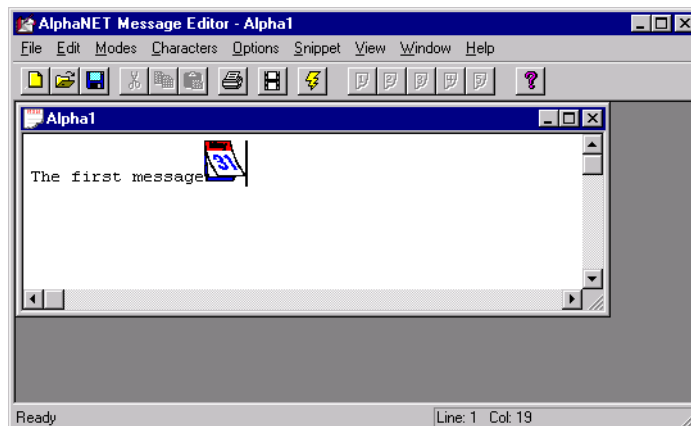 AlphaNET Message Editor - Alpha1
File Edit Modes Characters Options Snippet View Window Help
Alpha1
The first message
31
Ready Line: 1 Col: 19